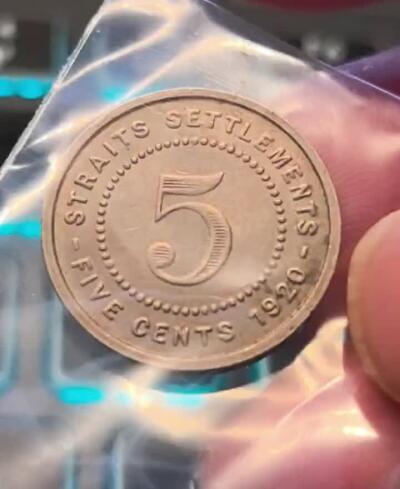 STRAITS SETTLEMENTS
5
– FIVE CENTS 1920 –